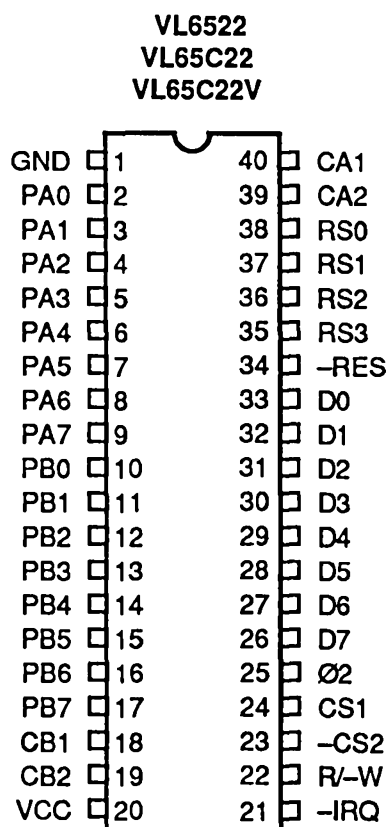 VL6522
VL65C22
VL65C22V
GND 1 40 CA1
PA0 2 39 CA2
PA1 3 38 RS0
PA2 4 37 RS1
PA3 5 36 RS2
PA4 6 35 RS3
PA5 7 34 –RES
PA6 8 33 D0
PA7 9 32 D1
PB0 10 31 D2
PB1 11 30 D3
PB2 12 29 D4
PB3 13 28 D5
PB4 14 27 D6
PB5 15 26 D7
PB6 16 25 Ø2
PB7 17 24 CS1
CB1 18 23 –CS2
CB2 19 22 R/–W
VCC 20 21 –IRQ